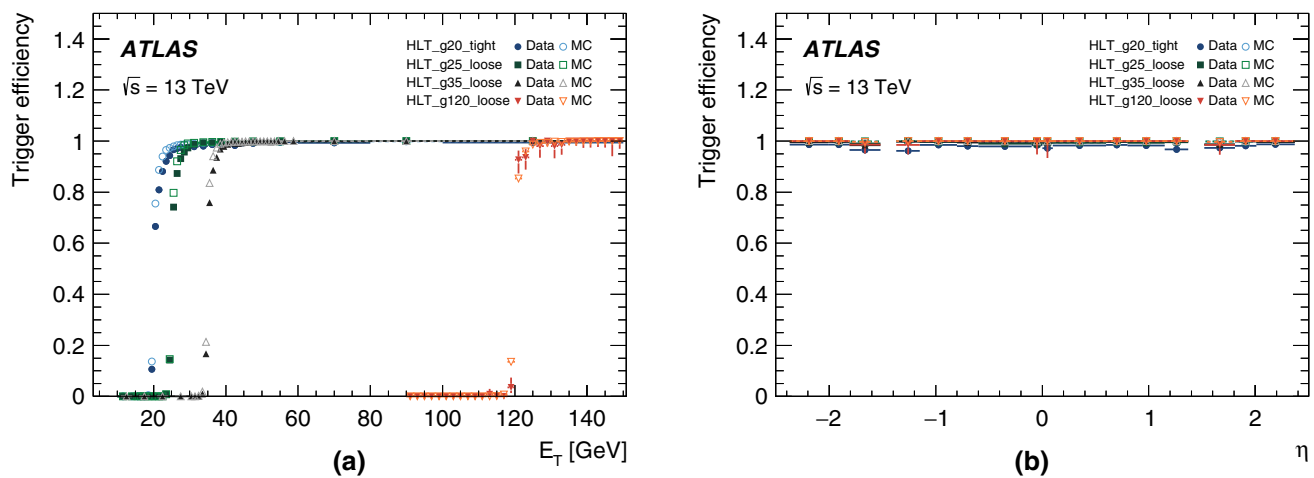 Trigger efficiency
1.4
1.2
1
0.8
0.6
0.4
0.2
0
ATLAS
√s = 13 TeV
HLT_g20_tight Data MC
HLT_g25_loose Data MC
HLT_g35_loose Data MC
HLT_g120_loose Data MC
20 40 60 80 100 120 140
E_T [GeV]
(a)
Trigger efficiency
1.4
1.2
1
0.8
0.6
0.4
0.2
0
ATLAS
√s = 13 TeV
HLT_g20_tight Data MC
HLT_g25_loose Data MC
HLT_g35_loose Data MC
HLT_g120_loose Data MC
−2 −1 0 1 2
η
(b)